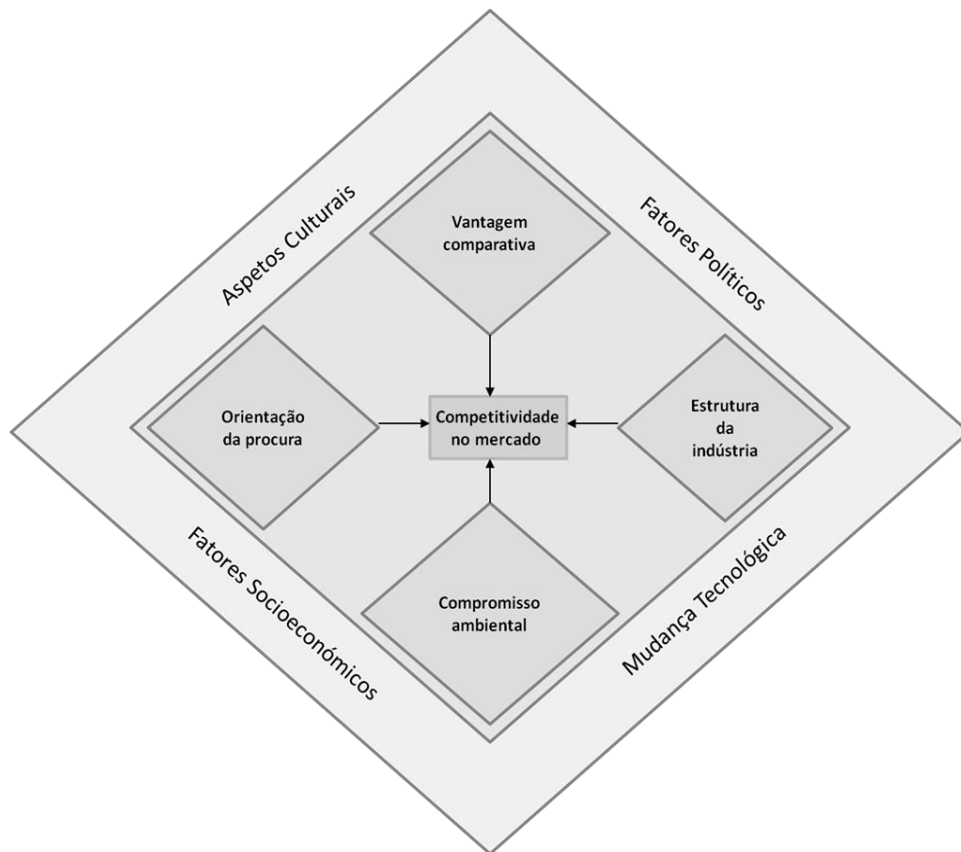 Aspetos Culturais
Fatores Políticos
Vantagem
comparativa
Orientação
da procura
Competitividade
no mercado
Estrutura
da
indústria
Compromisso
ambiental
Fatores Socioeconómicos
Mudança Tecnológica